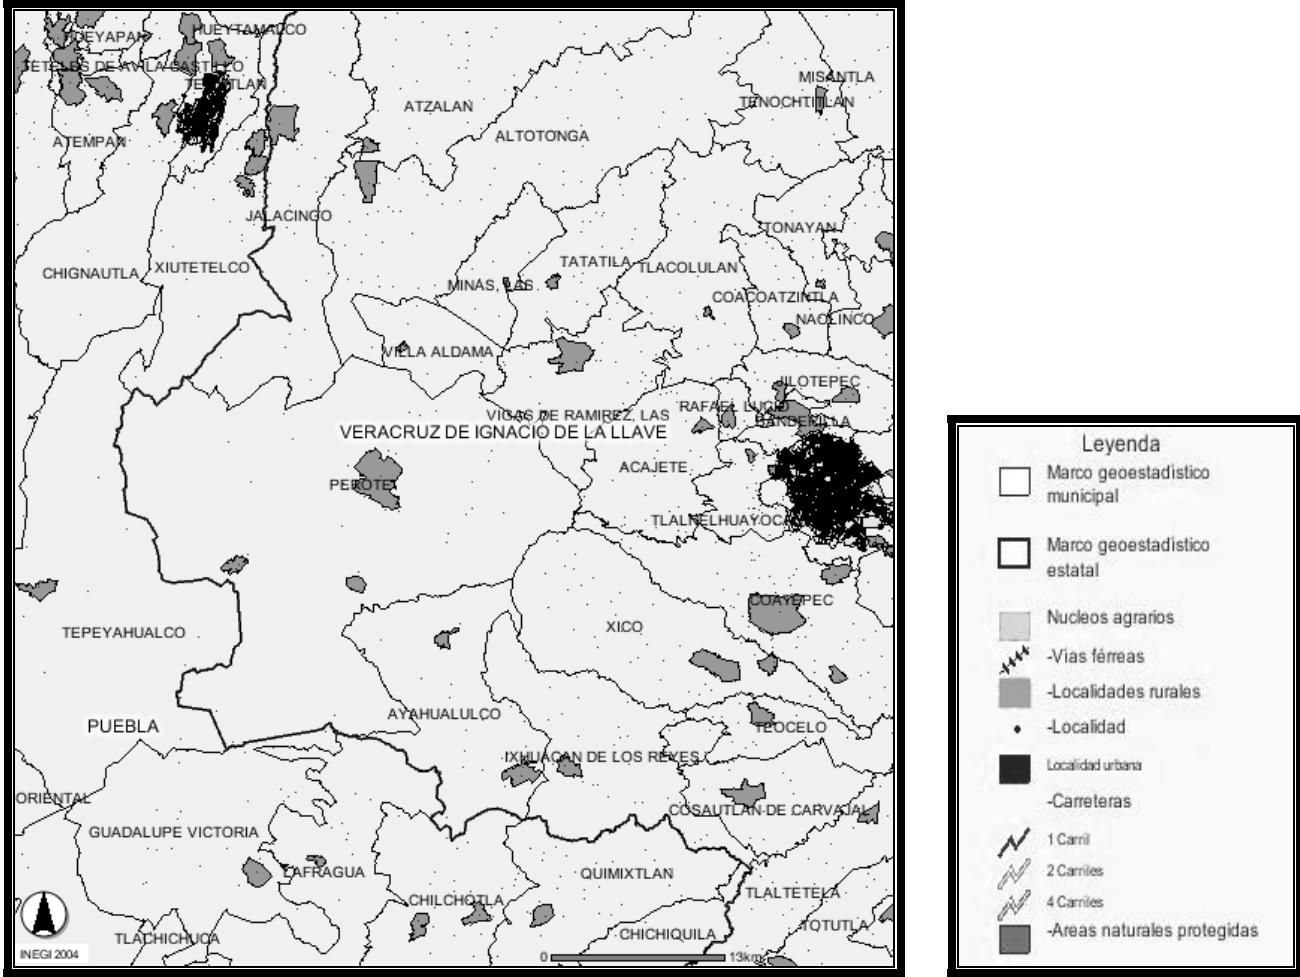 HUEYTAMALCO
HUEYAPAN
TETELES DE AVILA CASTILLO
MISANTLA
TENOCHTITLAN
ATZALAN
ALTOTONGA
ATEMPAN
JALACINGO
TONAYAN
CHIGNAUTLA
XIUTETELCO
TATATILA
TLACOLULAN
MINAS, LAS
COACOATZINTLA
NAOLINCO
VILLA ALDAMA
JILOTEPEC
RAFAEL LUCIO
VIGAS DE RAMIREZ, LAS
BANDERILLA
VERACRUZ DE IGNACIO DE LA LLAVE
ACAJETE
PEROTE
TLALNELHUAYOCA
COATEPEC
XICO
TEPEYAHUALCO
AYAHUALULCO
PUEBLA
TEOCELO
IXHUACAN DE LOS REYES
ORIENTAL
COSAUTLAN DE CARVAJAL
GUADALUPE VICTORIA
LAFRAGUA
QUIMIXTLAN
TLALTETELA
CHILCHOTLA
TOTUTLA
TLACHICHUCA
CHICHIQUILA
INEGI 2004
0 13km
Leyenda
Marco geoestadístico
municipal
Marco geoestadístico
estatal
Nucleos agrarios
-Vías férreas
-Localidades rurales
-Localidad
Localidad urbana
-Carreteras
1 Carril
2 Carriles
4 Carriles
-Areas naturales protegidas